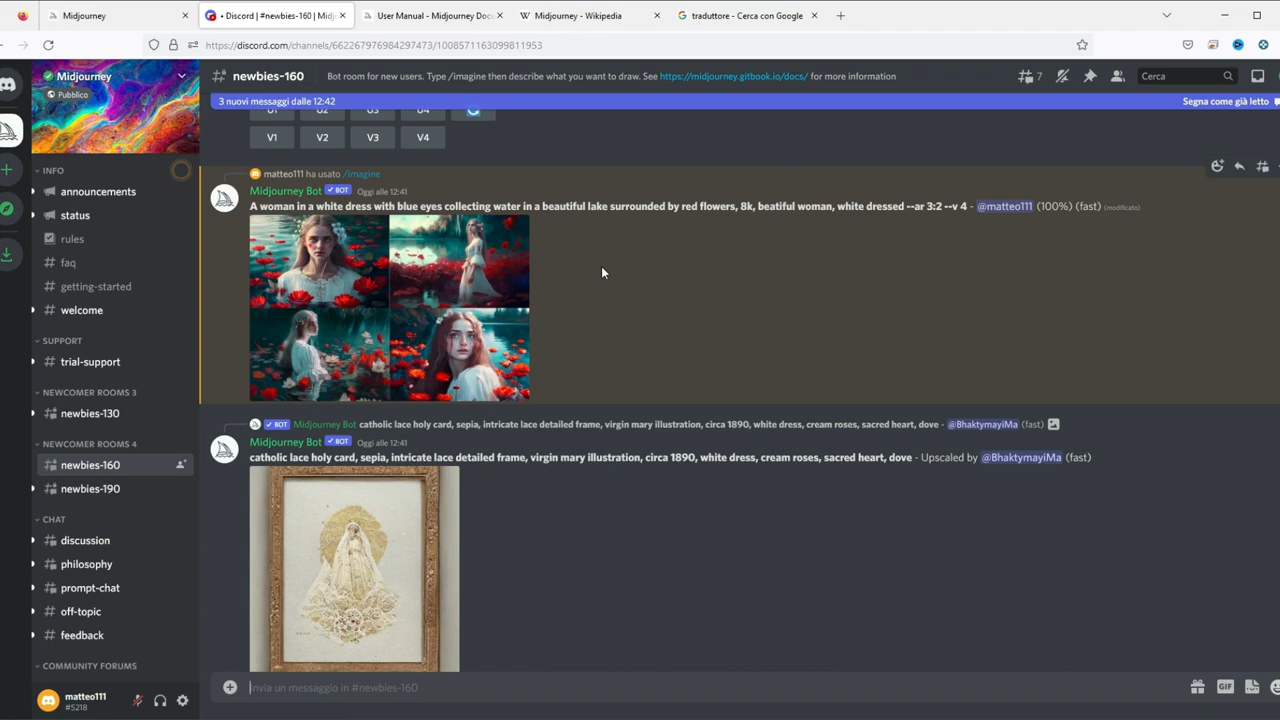 Midjourney
• Discord | #newbies-160 | Midj
User Manual - Midjourney Docu
Midjourney - Wikipedia
traduttore - Cerca con Google
https://discord.com/channels/662267976984297473/1008571163099811953
Midjourney
Pubblico
newbies-160
Bot room for new users. Type /imagine then describe what you want to draw. See https://midjourney.gitbook.io/docs/ for more information
7
Cerca
3 nuovi messaggi dalle 12:42
Segna come già letto
U1 U2 U3 U4
V1 V2 V3 V4
INFO
announcements
status
rules
faq
getting-started
welcome
SUPPORT
trial-support
NEWCOMER ROOMS 3
newbies-130
NEWCOMER ROOMS 4
newbies-160
newbies-190
CHAT
discussion
philosophy
prompt-chat
off-topic
feedback
COMMUNITY FORUMS
matteo111
#5218
matteo111 ha usato /imagine
Midjourney Bot BOT Oggi alle 12:41
A woman in a white dress with blue eyes collecting water in a beautiful lake surrounded by red flowers, 8k, beatiful woman, white dressed --ar 3:2 --v 4 - @matteo111 (100%) (fast) (modificato)
BOT Midjourney Bot catholic lace holy card, sepia, intricate lace detailed frame, virgin mary illustration, circa 1890, white dress, cream roses, sacred heart, dove - @BhaktymayiMa (fast)
Midjourney Bot BOT Oggi alle 12:41
catholic lace holy card, sepia, intricate lace detailed frame, virgin mary illustration, circa 1890, white dress, cream roses, sacred heart, dove - Upscaled by @BhaktymayiMa (fast)
Invia un messaggio in #newbies-160
GIF